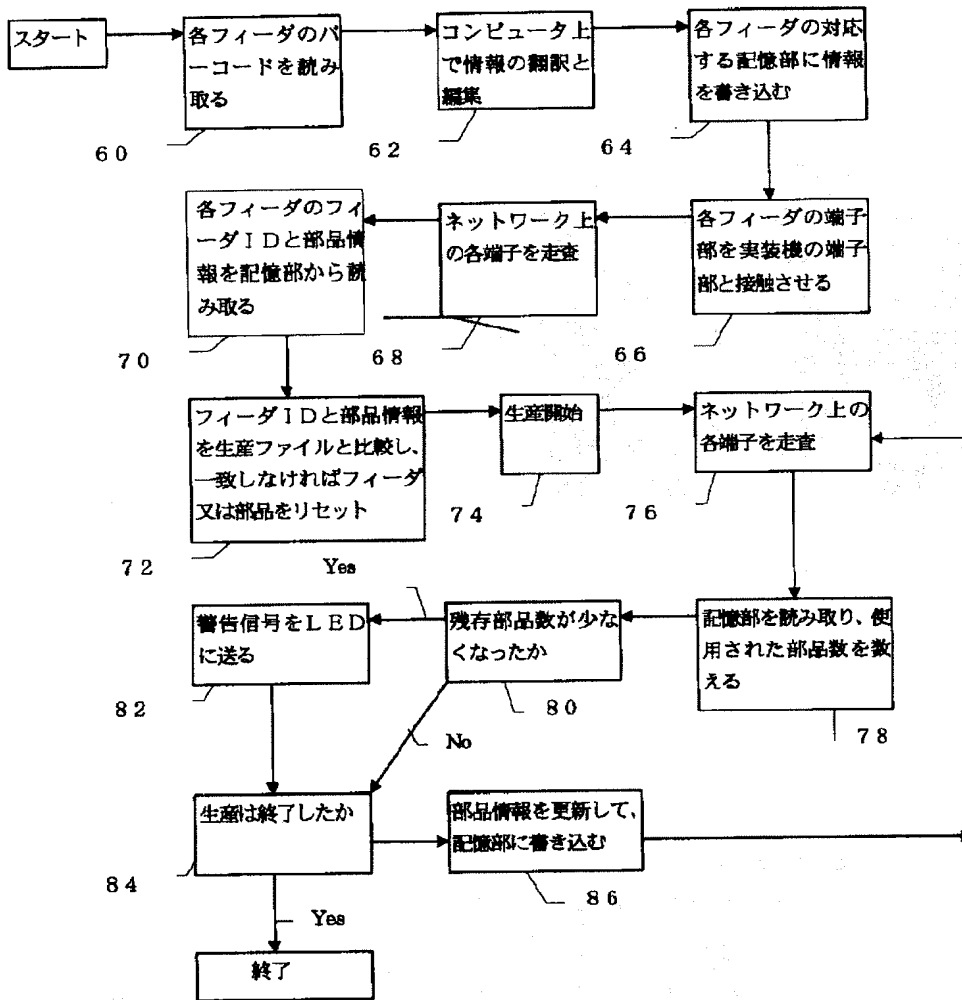 スタート
各フィーダのバ
ーコードを読み
取る
コンピュータ上
で情報の翻訳と
編集
各フィーダの対応
する記憶部に情報
を書き込む
60
62
64
各フィーダのフィ
ーダIDと部品情
報を記憶部から読
み取る
ネットワーク上
の各端子を走査
各フィーダの端子
部を実装機の端子
部と接触させる
70
68
66
フィーダIDと部品情報
を生産ファイルと比較し、
一致しなければフィーダ
又は部品をリセット
生産開始
ネットワーク上の
各端子を走査
72
74
76
Yes
警告信号をLED
に送る
残存部品数が少な
くなったか
記憶部を読み取り、使
用された部品数を数
える
82
80
78
No
生産は終了したか
部品情報を更新して、
記憶部に書き込む
84
86
Yes
終了